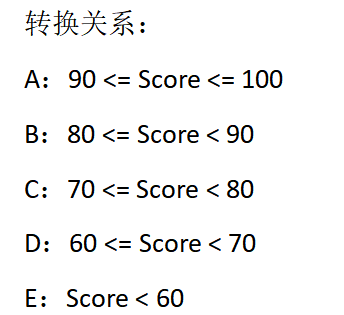 转换关系：
A：90 <= Score <= 100
B：80 <= Score < 90
C：70 <= Score < 80
D：60 <= Score < 70
E：Score < 60